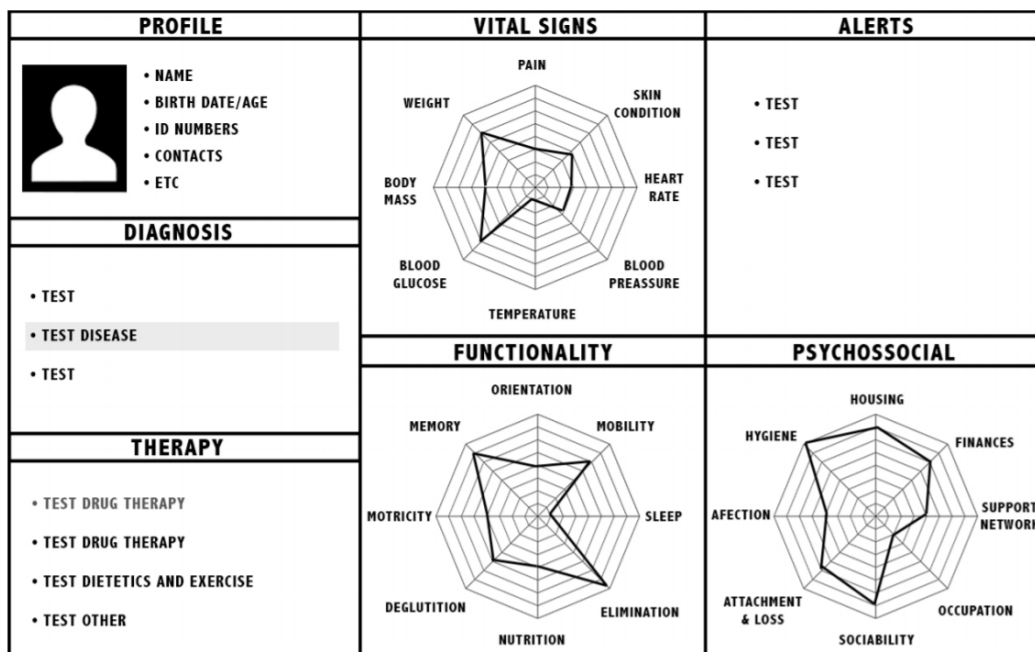 PROFILE
• NAME
• BIRTH DATE/AGE
• ID NUMBERS
• CONTACTS
• ETC
DIAGNOSIS
• TEST
• TEST DISEASE
• TEST
THERAPY
• TEST DRUG THERAPY
• TEST DRUG THERAPY
• TEST DIETETICS AND EXERCISE
• TEST OTHER
VITAL SIGNS
PAIN
SKIN
CONDITION
HEART
RATE
BLOOD
PREASSURE
TEMPERATURE
BLOOD
GLUCOSE
BODY
MASS
WEIGHT
FUNCTIONALITY
ORIENTATION
MOBILITY
SLEEP
ELIMINATION
NUTRITION
DEGLUTITION
MOTRICITY
MEMORY
ALERTS
• TEST
• TEST
• TEST
PSYCHOSSOCIAL
HOUSING
FINANCES
SUPPORT
NETWORK
OCCUPATION
SOCIABILITY
ATTACHMENT
& LOSS
AFECTION
HYGIENE